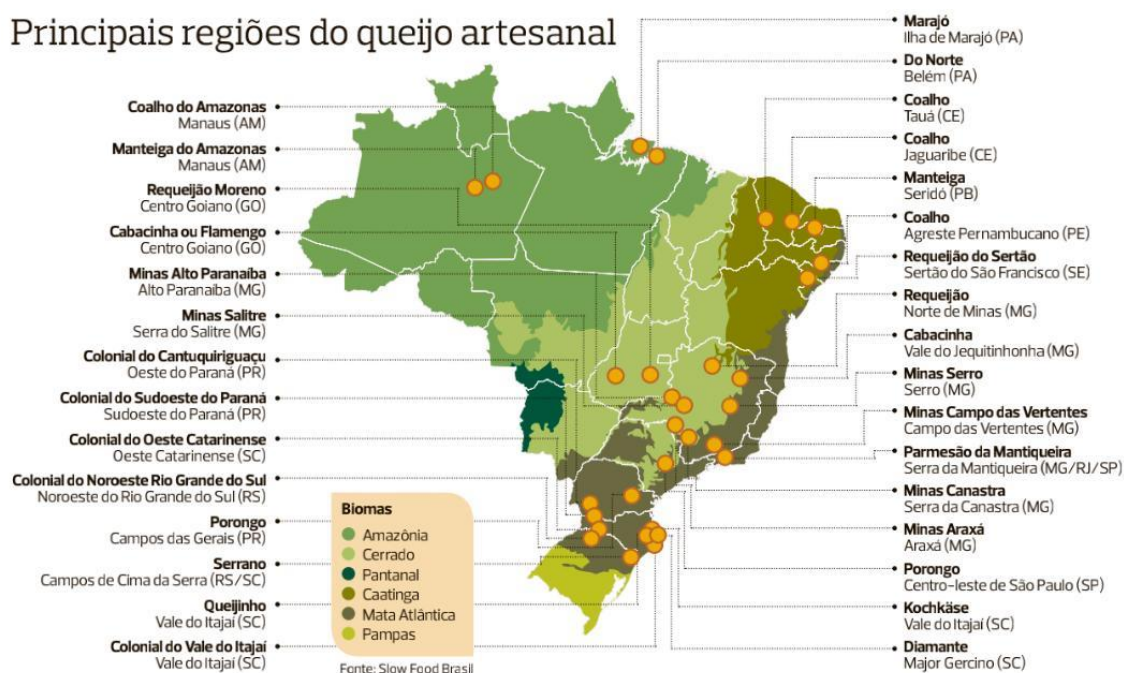 Principais regiões do queijo artesanal
Coalho do Amazonas
Manaus (AM)
Manteiga do Amazonas
Manaus (AM)
Requeijão Moreno
Centro Goiano (GO)
Cabacinha ou Flamengo
Centro Goiano (GO)
Minas Alto Paranaíba
Alto Paranaíba (MG)
Minas Salitre
Serra do Salitre (MG)
Colonial do Cantuquiriguaçu
Oeste do Paraná (PR)
Colonial do Sudoeste do Paraná
Sudoeste do Paraná (PR)
Colonial do Oeste Catarinense
Oeste Catarinense (SC)
Colonial do Noroeste Rio Grande do Sul
Noroeste do Rio Grande do Sul (RS)
Porongo
Campos das Gerais (PR)
Serrano
Campos de Cima da Serra (RS/SC)
Queijinho
Vale do Itajaí (SC)
Colonial do Vale do Itajaí
Vale do Itajaí (SC)
Biomas
Amazônia
Cerrado
Pantanal
Caatinga
Mata Atlântica
Pampas
Fonte: Slow Food Brasil
Marajó
Ilha de Marajó (PA)
Do Norte
Belém (PA)
Coalho
Tauá (CE)
Coalho
Jaguaribe (CE)
Manteiga
Seridó (PB)
Coalho
Agreste Pernambucano (PE)
Requeijão do Sertão
Sertão do São Francisco (SE)
Requeijão
Norte de Minas (MG)
Cabacinha
Vale do Jequitinhonha (MG)
Minas Serro
Serro (MG)
Minas Campo das Vertentes
Campo das Vertentes (MG)
Parmesão da Mantiqueira
Serra da Mantiqueira (MG/RJ/SP)
Minas Canastra
Serra da Canastra (MG)
Minas Araxá
Araxá (MG)
Porongo
Centro-leste de São Paulo (SP)
Kochkäse
Vale do Itajaí (SC)
Diamante
Major Gercino (SC)